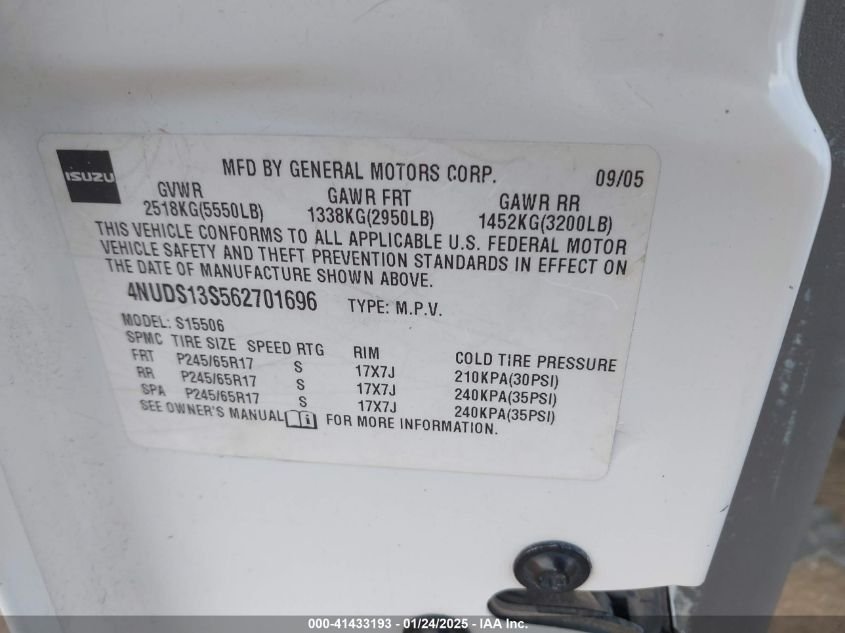 ISUZU
MFD BY GENERAL MOTORS CORP. 09/05
GVWR GAWR FRT GAWR RR
2518KG(5550LB) 1338KG(2950LB) 1452KG(3200LB)
THIS VEHICLE CONFORMS TO ALL APPLICABLE U.S. FEDERAL MOTOR
VEHICLE SAFETY AND THEFT PREVENTION STANDARDS IN EFFECT ON
THE DATE OF MANUFACTURE SHOWN ABOVE.
4NUDS13S562701696 TYPE: M.P.V.
MODEL: S15506
SPMC TIRE SIZE SPEED RTG RIM COLD TIRE PRESSURE
FRT P245/65R17 S 17X7J 210KPA(30PSI)
RR P245/65R17 S 17X7J 240KPA(35PSI)
SPA P245/65R17 S 17X7J 240KPA(35PSI)
SEE OWNER'S MANUAL FOR MORE INFORMATION.
000-41433193 - 01/24/2025 - IAA Inc.